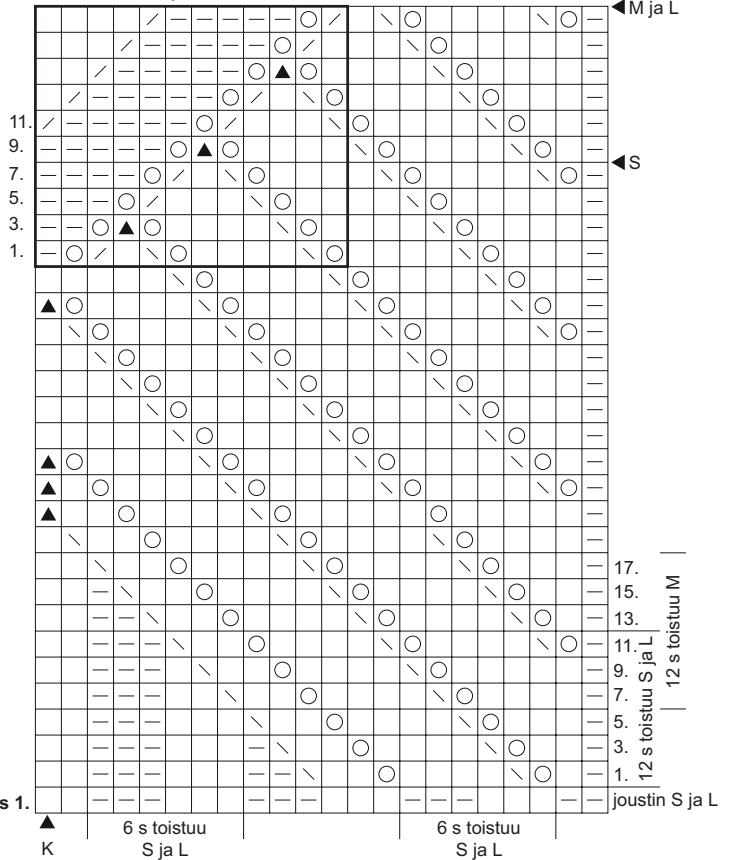 M ja L
11.
9.
S
7.
5.
3.
1.
17.
15.
13.
11.
9.
7.
5.
3.
1.
12 s toistuu M
12 s toistuu S ja L
s 1.
joustin S ja L
K
6 s toistuu
S ja L
6 s toistuu
S ja L